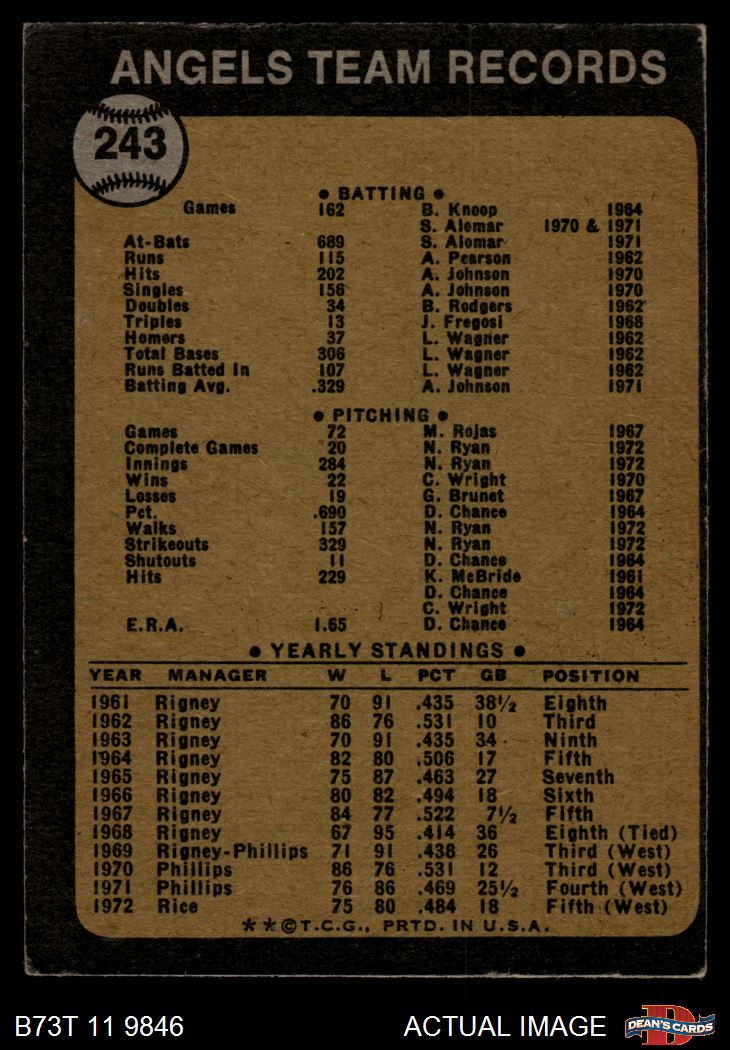 ANGELS TEAM RECORDS
243
• BATTING •
Games 162 B. Knoop 1964
S. Alemar 1970 & 1971
At-Bats 689 S. Alomar 1971
Runs 115 A. Pearson 1962
Hits 202 A. Johnson 1970
Singles 156 A. Johnson 1970
Doubles 34 B. Rodgers 1962
Triples 13 J. Fregosi 1968
Homers 37 L. Wagner 1962
Total Bases 306 L. Wagner 1962
Runs Batted In 107 L. Wagner 1962
Batting Avg. .329 A. Johnson 1971
• PITCHING •
Games 72 M. Rojas 1967
Complete Games 20 N. Ryan 1972
Innings 284 N. Ryan 1972
Wins 22 C. Wright 1970
Losses 19 G. Brunet 1967
Pct. .690 D. Chance 1964
Walks 157 N. Ryan 1972
Strikeouts 329 N. Ryan 1972
Shutouts 11 D. Chance 1964
Hits 229 K. McBride 1961
D. Chance 1964
C. Wright 1972
E.R.A. 1.65 D. Chance 1964
• YEARLY STANDINGS •
YEAR MANAGER W L PCT GB POSITION
1961 Rigney 70 91 .435 38½ Eighth
1962 Rigney 86 76 .531 10 Third
1963 Rigney 70 91 .435 34 Ninth
1964 Rigney 82 80 .506 17 Fifth
1965 Rigney 75 87 .463 27 Seventh
1966 Rigney 80 82 .494 18 Sixth
1967 Rigney 84 77 .522 7½ Fifth
1968 Rigney 67 95 .414 36 Eighth (Tied)
1969 Rigney-Phillips 71 91 .438 26 Third (West)
1970 Phillips 86 76 .531 12 Third (West)
1971 Phillips 76 86 .469 25½ Fourth (West)
1972 Rice 75 80 .484 18 Fifth (West)
* * © T.C.G., PRTD. IN U.S.A.
B73T 11 9846 ACTUAL IMAGE D DEAN'S CARDS